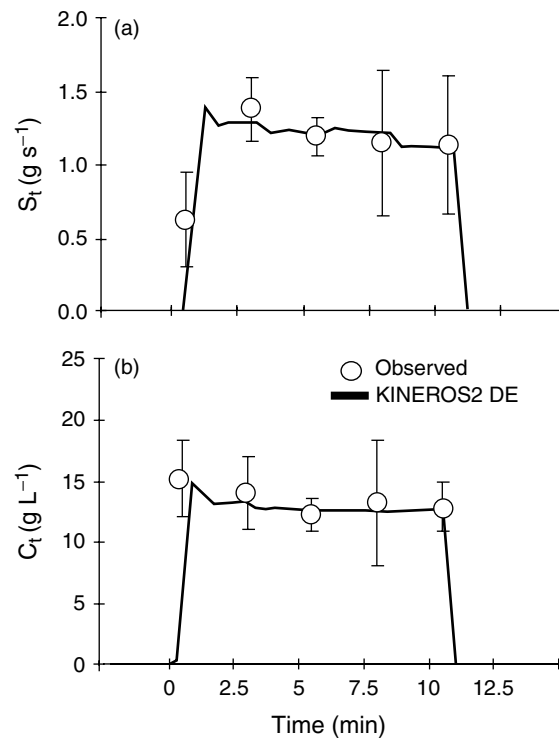 (a)
2.0
1.5
1.0
0.5
0.0
S_t (g s⁻¹)
(b)
Observed
KINEROS2 DE
25
20
15
10
5
0
C_t (g L⁻¹)
0 2.5 5 7.5 10 12.5
Time (min)